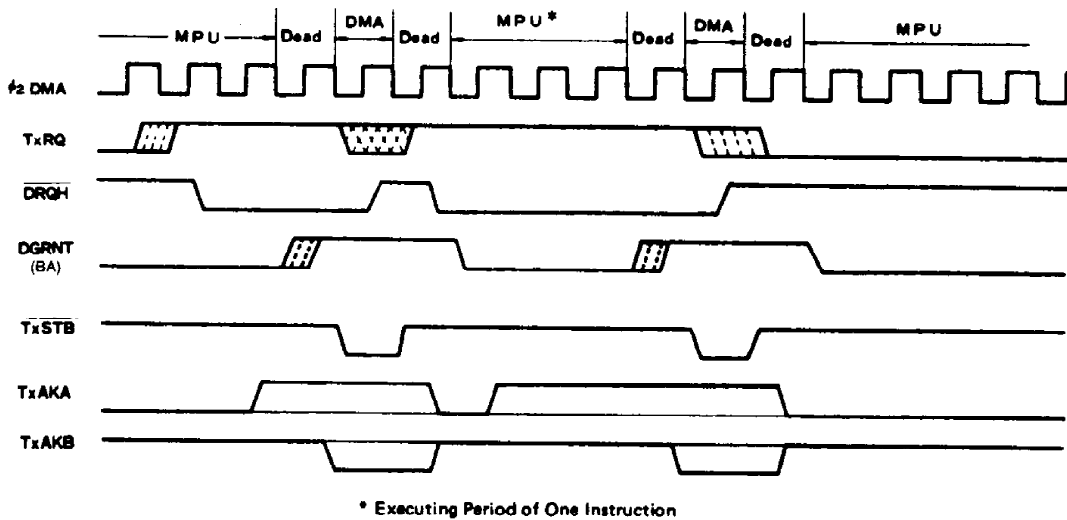 MPU Dead DMA Dead MPU* Dead DMA Dead MPU
ϕ2 DMA
TxRQ
DRQH
DGRNT
(BA)
TxSTB
TxAKA
TxAKB
* Executing Period of One Instruction